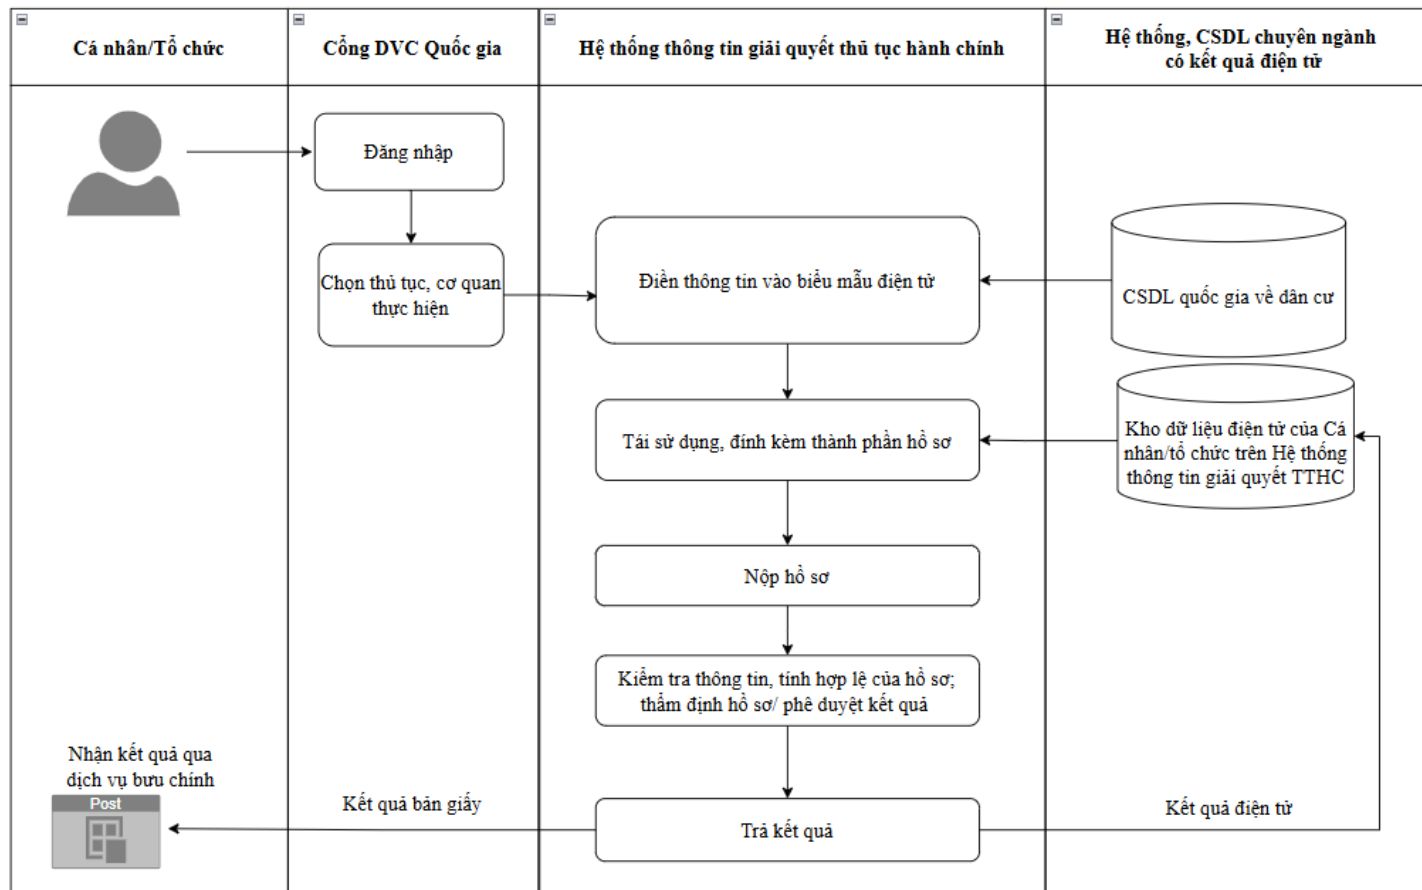 Cá nhân/Tổ chức
Cổng DVC Quốc gia
Hệ thống thông tin giải quyết thủ tục hành chính
Hệ thống, CSDL chuyên ngành
có kết quả điện tử
Đăng nhập
Chọn thủ tục, cơ quan
thực hiện
Điền thông tin vào biểu mẫu điện tử
CSDL quốc gia về dân cư
Tái sử dụng, đính kèm thành phần hồ sơ
Kho dữ liệu điện tử của Cá
nhân/tổ chức trên Hệ thống
thông tin giải quyết TTHC
Nộp hồ sơ
Kiểm tra thông tin, tính hợp lệ của hồ sơ;
thẩm định hồ sơ/ phê duyệt kết quả
Nhận kết quả qua
dịch vụ bưu chính
Post
Kết quả bản giấy
Trả kết quả
Kết quả điện tử